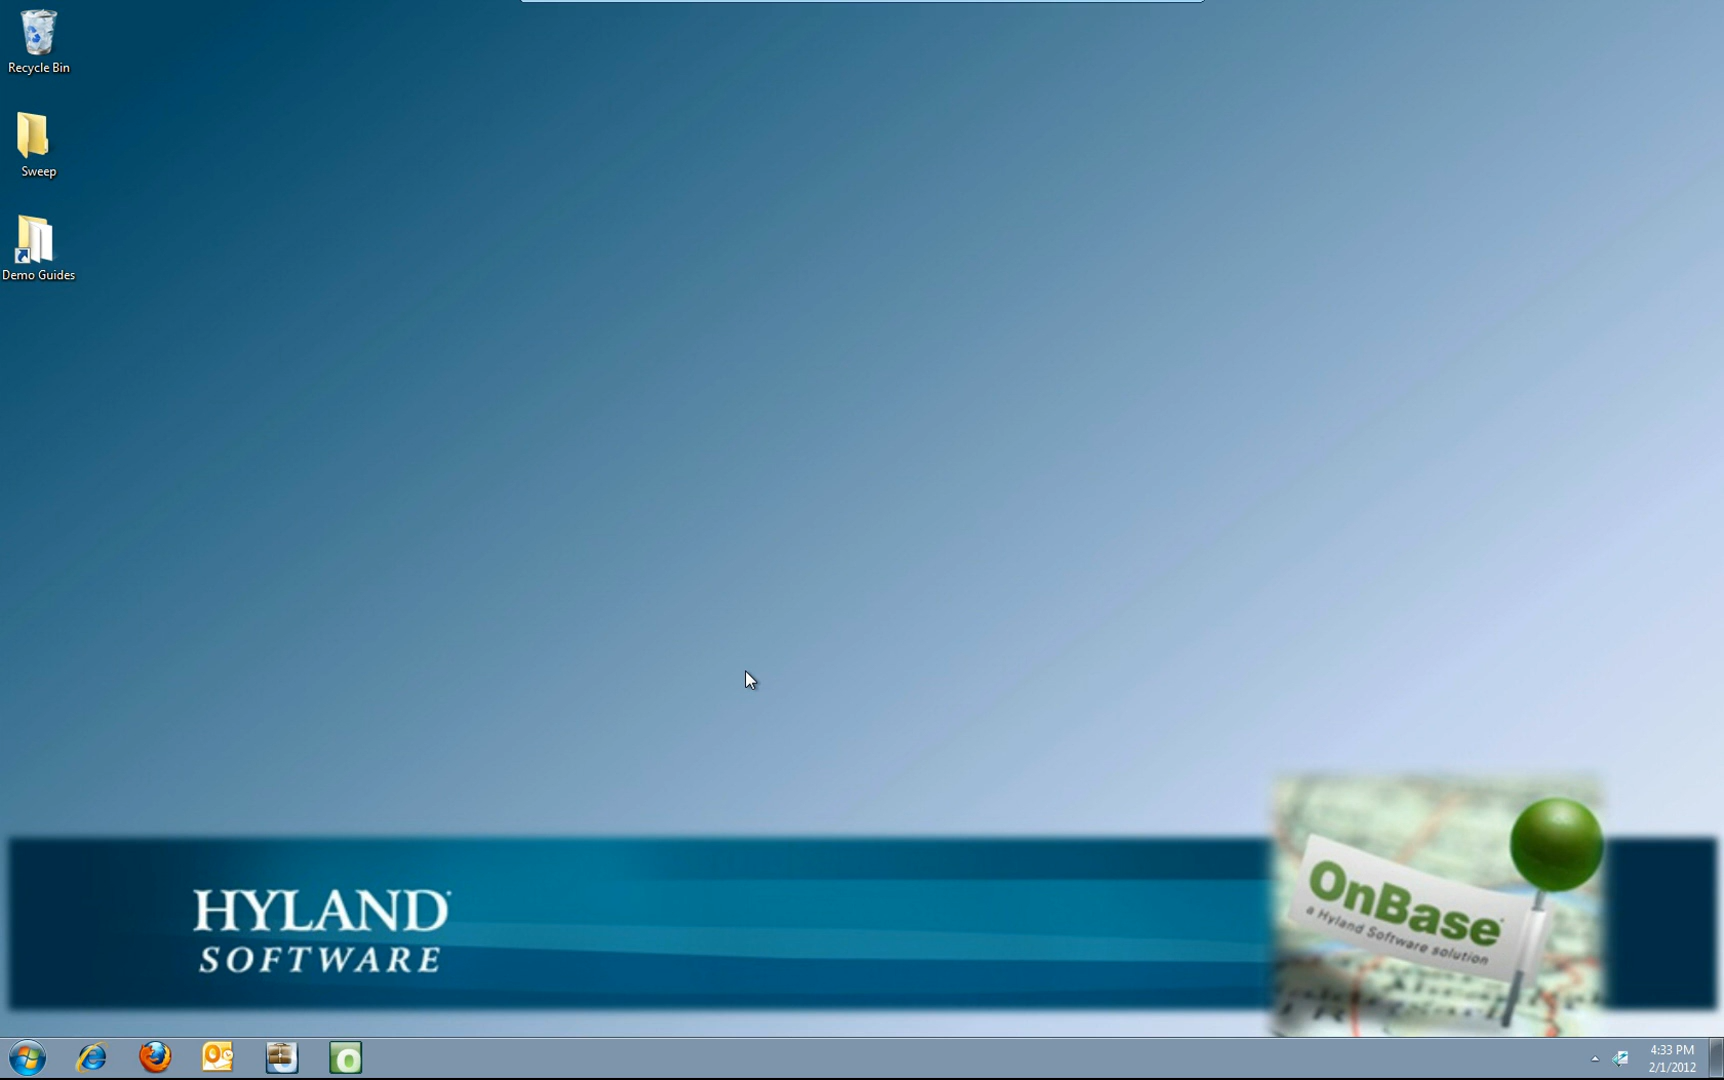 Recycle Bin
Sweep
Demo Guides
HYLAND
SOFTWARE
OnBase
a Hyland Software solution
4:33 PM
2/1/2012